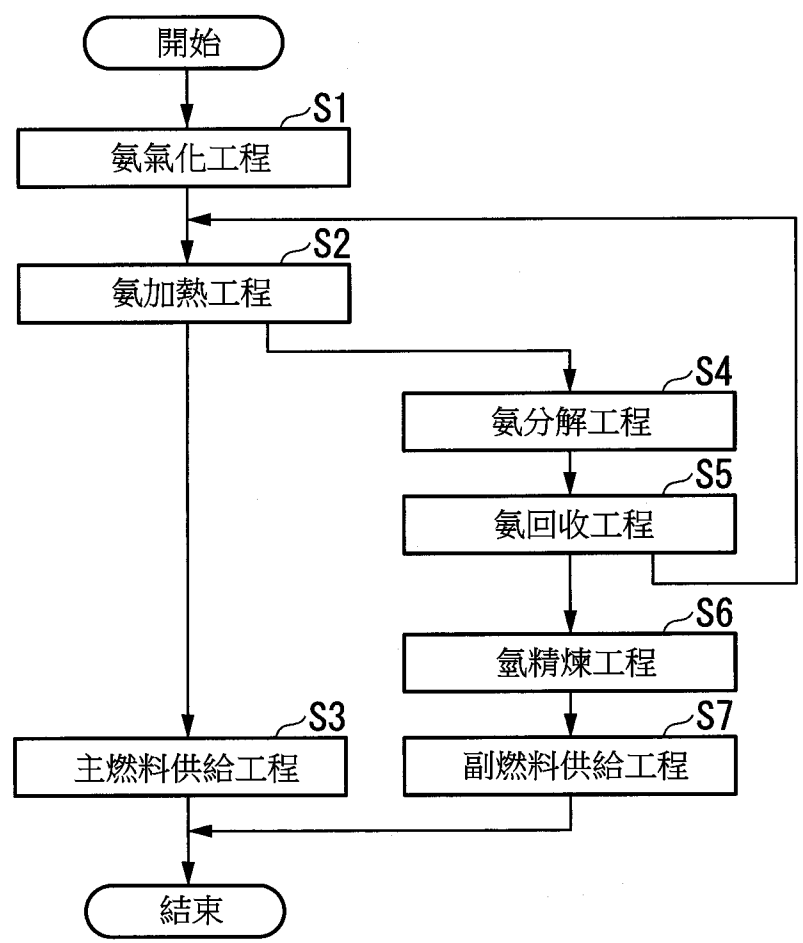 開始
S1
氨氣化工程
S2
氨加熱工程
S4
氨分解工程
S5
氨回收工程
S6
氫精煉工程
S3
主燃料供給工程
S7
副燃料供給工程
結束